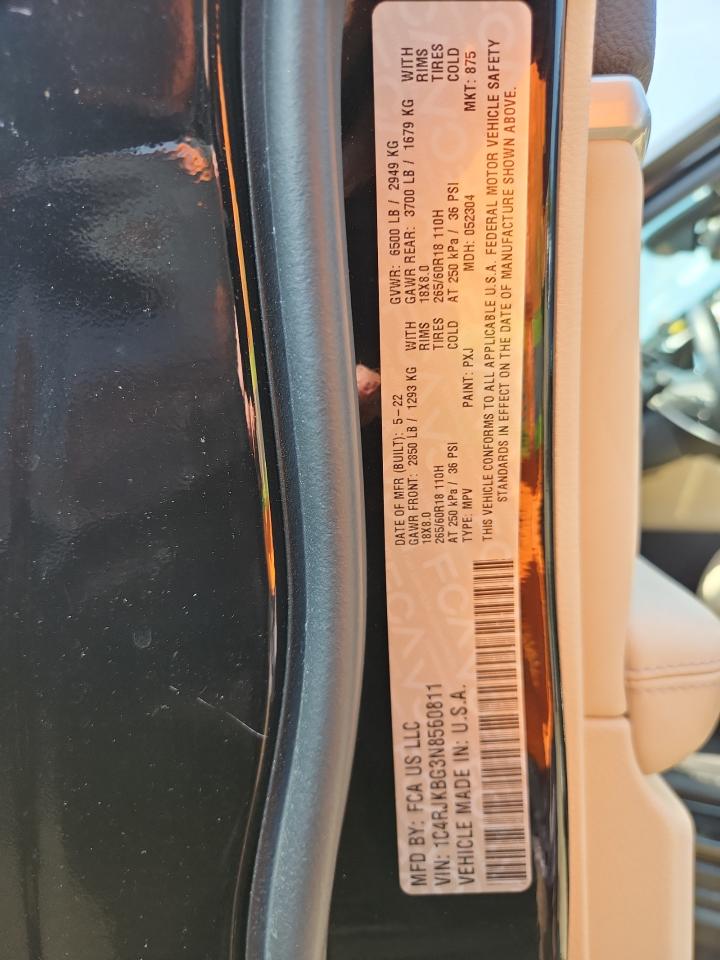 MFD BY: FCA US LLC
VIN: 1C4RJKBG3N8560811
VEHICLE MADE IN: U.S.A.
DATE OF MFR (BUILT): 5-22 GVWR: 6500 LB / 2949 KG
GAWR FRONT: 2850 LB / 1293 KG WITH GAWR REAR: 3700 LB / 1679 KG WITH
18X8.0 RIMS 18X8.0 RIMS
265/60R18 110H TIRES 265/60R18 110H TIRES
AT 250 kPa / 36 PSI COLD AT 250 kPa / 36 PSI COLD
TYPE: MPV PAINT: PXJ MDH: 052304 MKT: 875
THIS VEHICLE CONFORMS TO ALL APPLICABLE U.S.A. FEDERAL MOTOR VEHICLE SAFETY
STANDARDS IN EFFECT ON THE DATE OF MANUFACTURE SHOWN ABOVE.